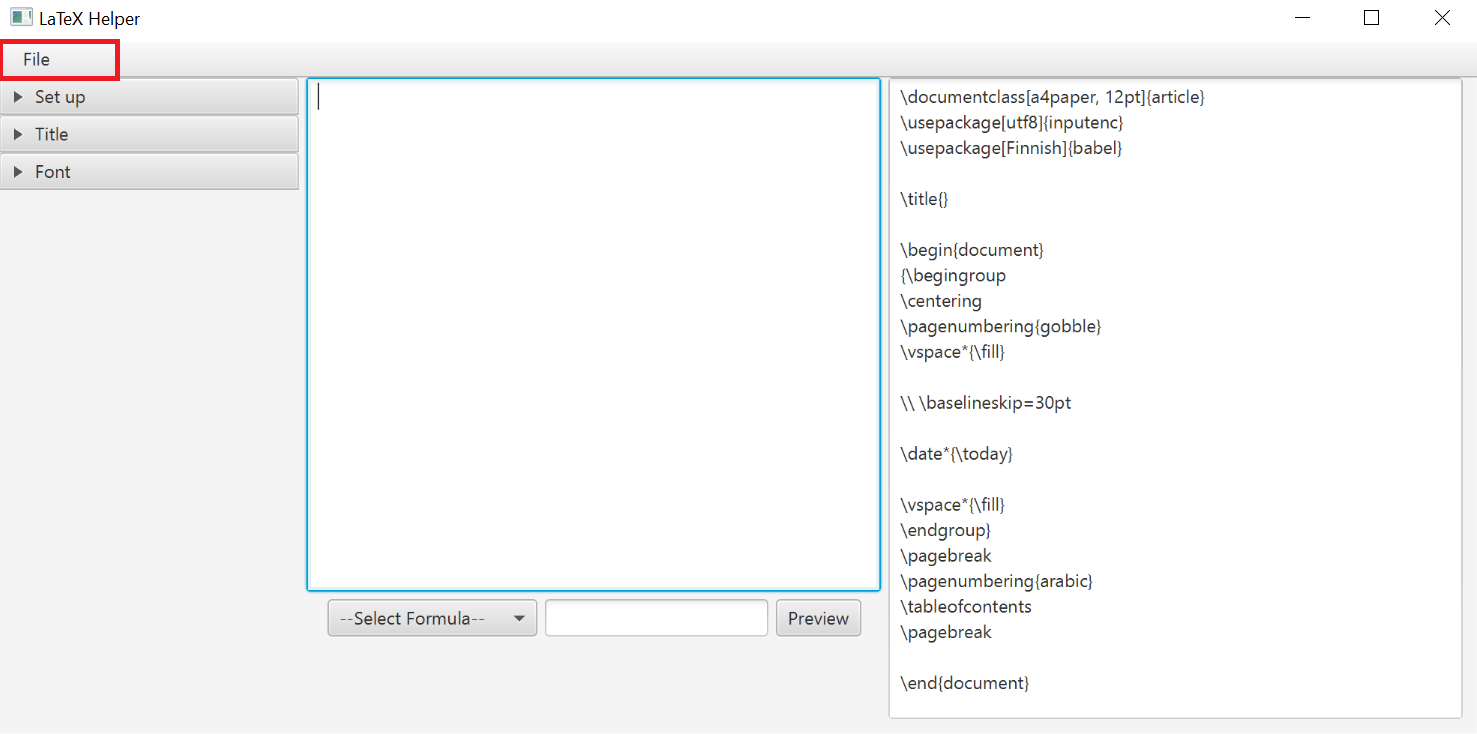 LaTeX Helper
File
Set up
Title
Font
--Select Formula--
Preview
\documentclass[a4paper, 12pt]{article}
\usepackage[utf8]{inputenc}
\usepackage[Finnish]{babel}
\title{}
\begin{document}
{\begingroup
\centering
\pagenumbering{gobble}
\vspace*{\fill}
\\ \baselineskip=30pt
\date*{\today}
\vspace*{\fill}
\endgroup}
\pagebreak
\pagenumbering{arabic}
\tableofcontents
\pagebreak
\end{document}